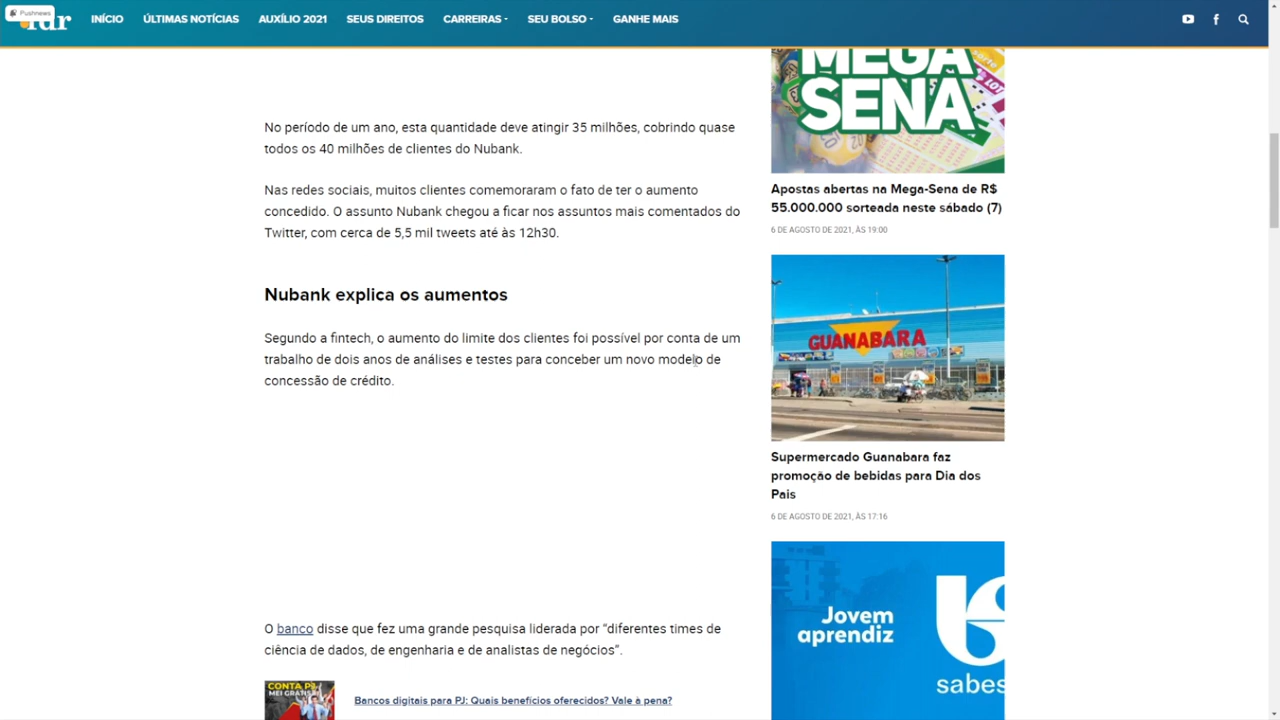 Pushnews
fdr
INÍCIO
ÚLTIMAS NOTÍCIAS
AUXÍLIO 2021
SEUS DIREITOS
CARREIRAS
SEU BOLSO
GANHE MAIS
No período de um ano, esta quantidade deve atingir 35 milhões, cobrindo quase
todos os 40 milhões de clientes do Nubank.
Nas redes sociais, muitos clientes comemoraram o fato de ter o aumento
concedido. O assunto Nubank chegou a ficar nos assuntos mais comentados do
Twitter, com cerca de 5,5 mil tweets até às 12h30.
Nubank explica os aumentos
Segundo a fintech, o aumento do limite dos clientes foi possível por conta de um
trabalho de dois anos de análises e testes para conceber um novo modelo de
concessão de crédito.
O banco disse que fez uma grande pesquisa liderada por “diferentes times de
ciência de dados, de engenharia e de analistas de negócios”.
CONTA PJ
MEI GRÁTIS
Bancos digitais para PJ: Quais benefícios oferecidos? Vale à pena?
MEGA
SENA
Apostas abertas na Mega-Sena de R$
55.000.000 sorteada neste sábado (7)
6 DE AGOSTO DE 2021, ÀS 19:00
GUANABARA
Supermercado Guanabara faz
promoção de bebidas para Dia dos
Pais
6 DE AGOSTO DE 2021, ÀS 17:16
Jovem
aprendiz
sabes